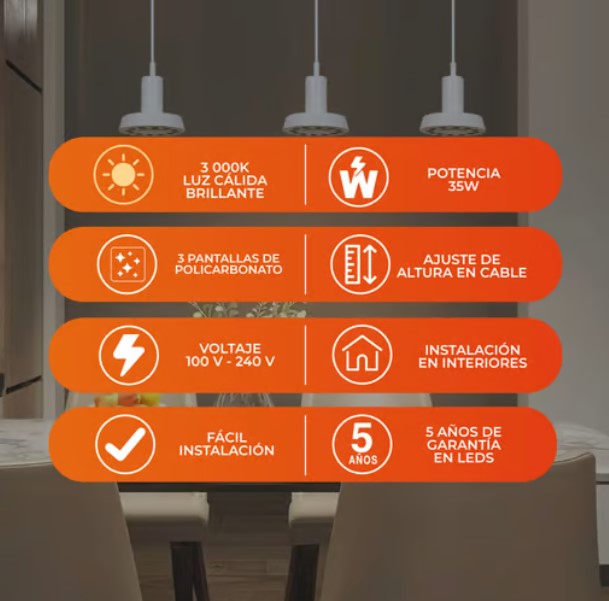 3 000K
LUZ CÁLIDA
BRILLANTE
W
POTENCIA
35W
3 PANTALLAS DE
POLICARBONATO
AJUSTE DE
ALTURA EN CABLE
VOLTAJE
100 V - 240 V
INSTALACIÓN
EN INTERIORES
FÁCIL
INSTALACIÓN
5
AÑOS
5 AÑOS DE
GARANTÍA
EN LEDS